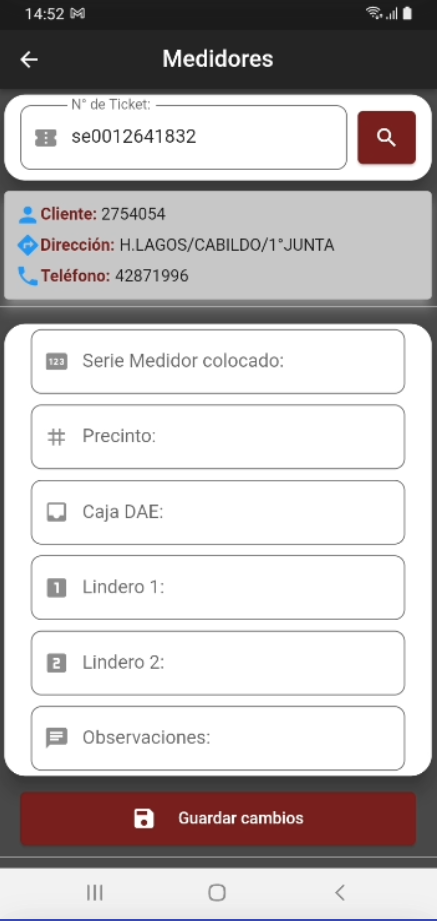 14:52
Medidores
N° de Ticket:
se0012641832
Cliente: 2754054
Dirección: H.LAGOS/CABILDO/1°JUNTA
Teléfono: 42871996
123 Serie Medidor colocado:
Precinto:
Caja DAE:
1 Lindero 1:
2 Lindero 2:
Observaciones:
Guardar cambios